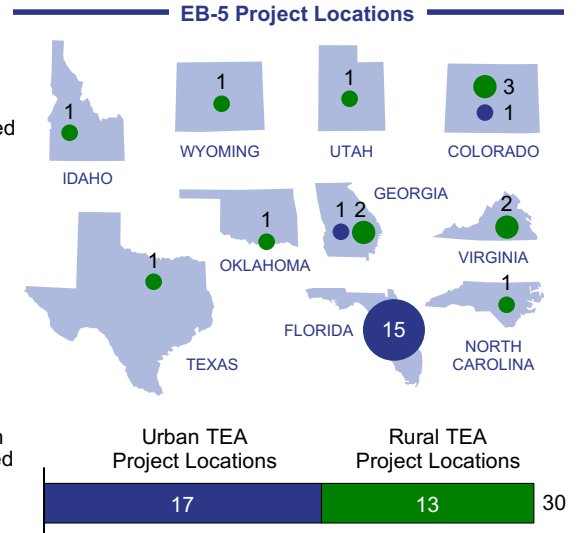 EB-5 Project Locations
1
1
1
3
1
ed
IDAHO
WYOMING
UTAH
COLORADO
GEORGIA
1
1 2
2
OKLAHOMA
VIRGINIA
1
1
FLORIDA
15
TEXAS
NORTH
CAROLINA
n
ed
Urban TEA
Project Locations
Rural TEA
Project Locations
17
13
30